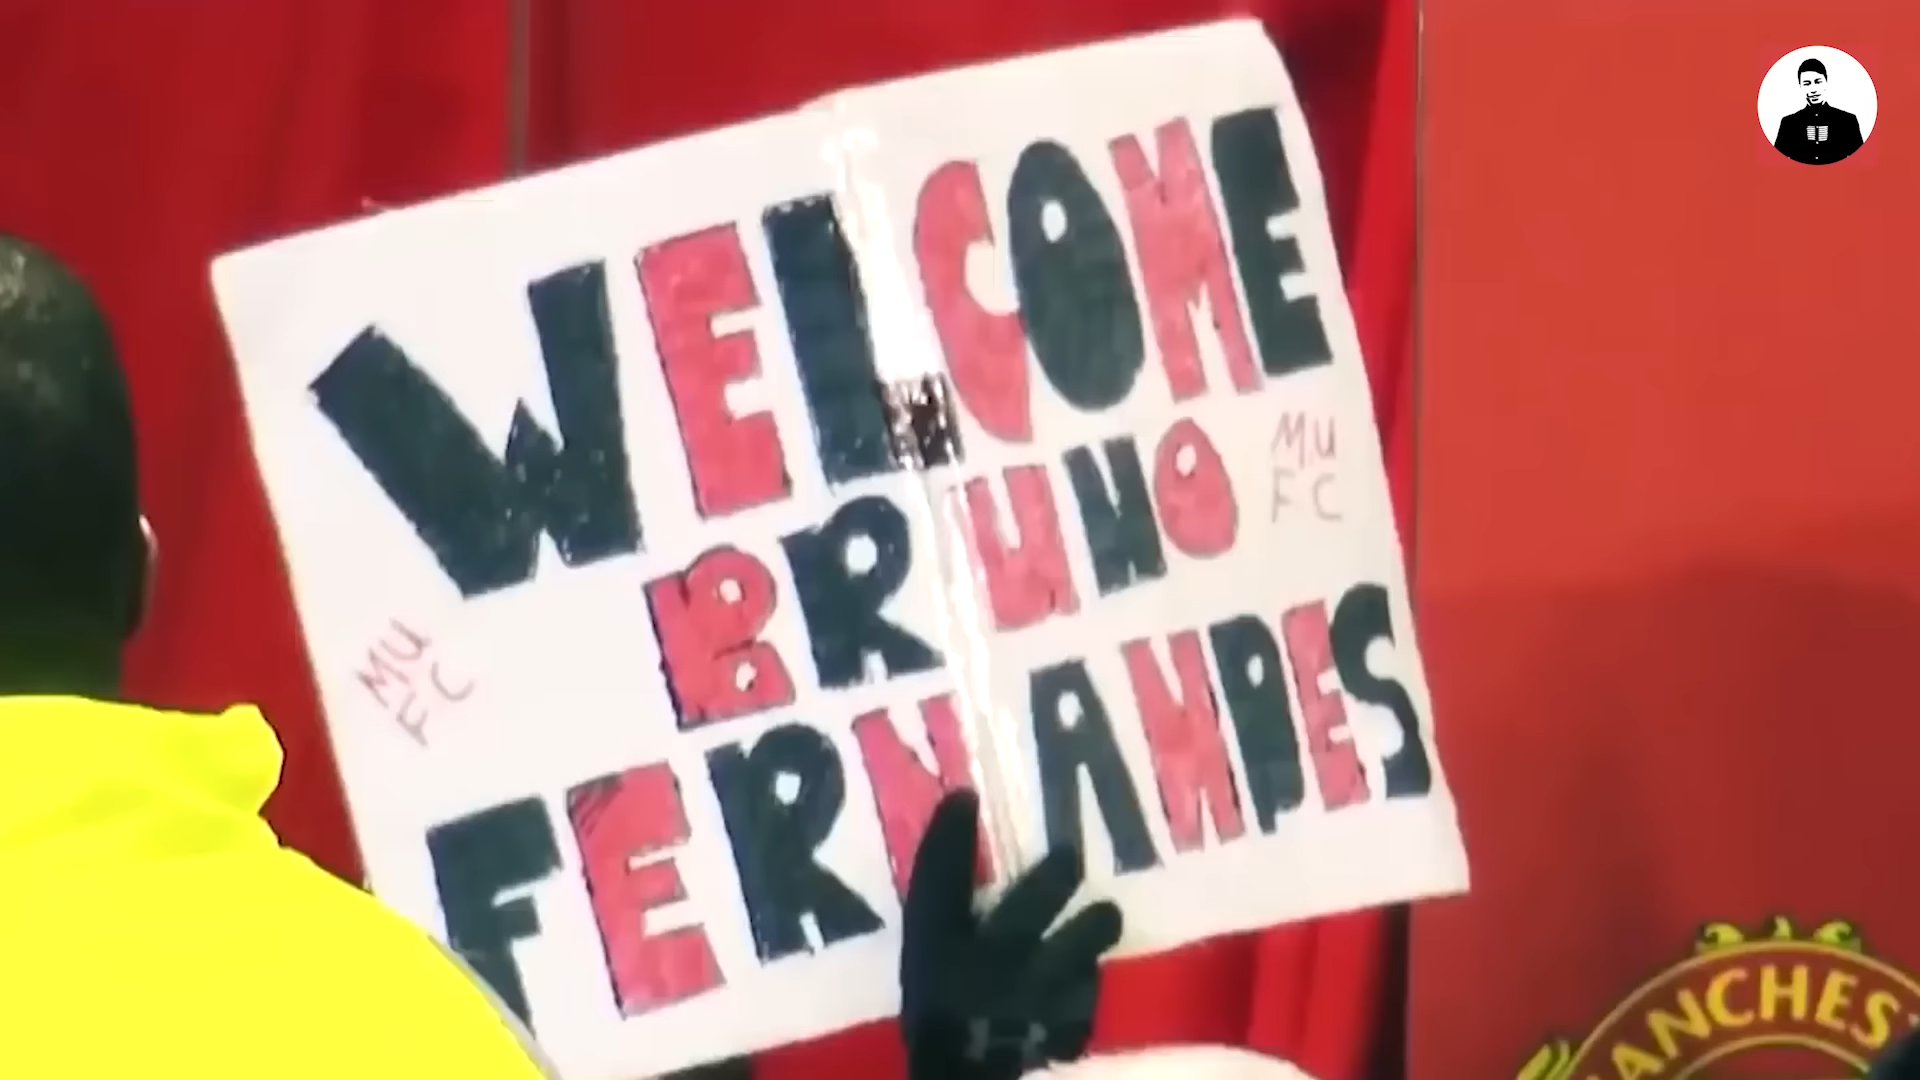 WELCOME
BRUNO
MU
FC
MU
FC
FERNANDES
MANCHES